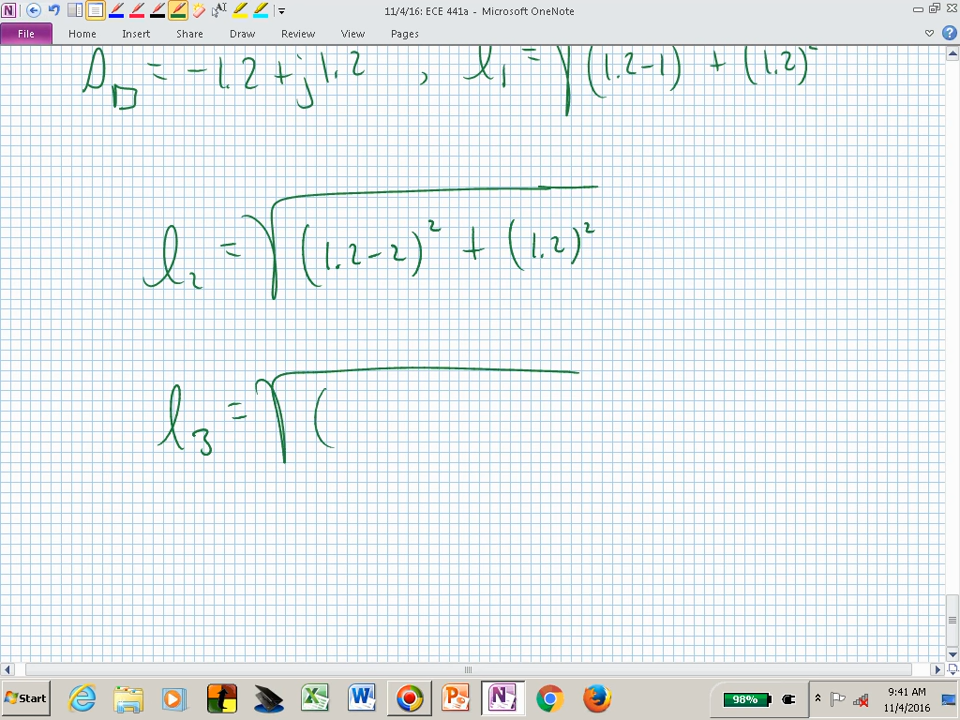 11/4/16: ECE 441a - Microsoft OneNote
File Home Insert Share Draw Review View Pages
s□ = -1.2 + j1.2 , l₁ = √(1.2-1) + (1.2)²
l₂ = √(1.2-2)² + (1.2)²
l₃ = √(
Start
98%
9:41 AM
11/4/2016